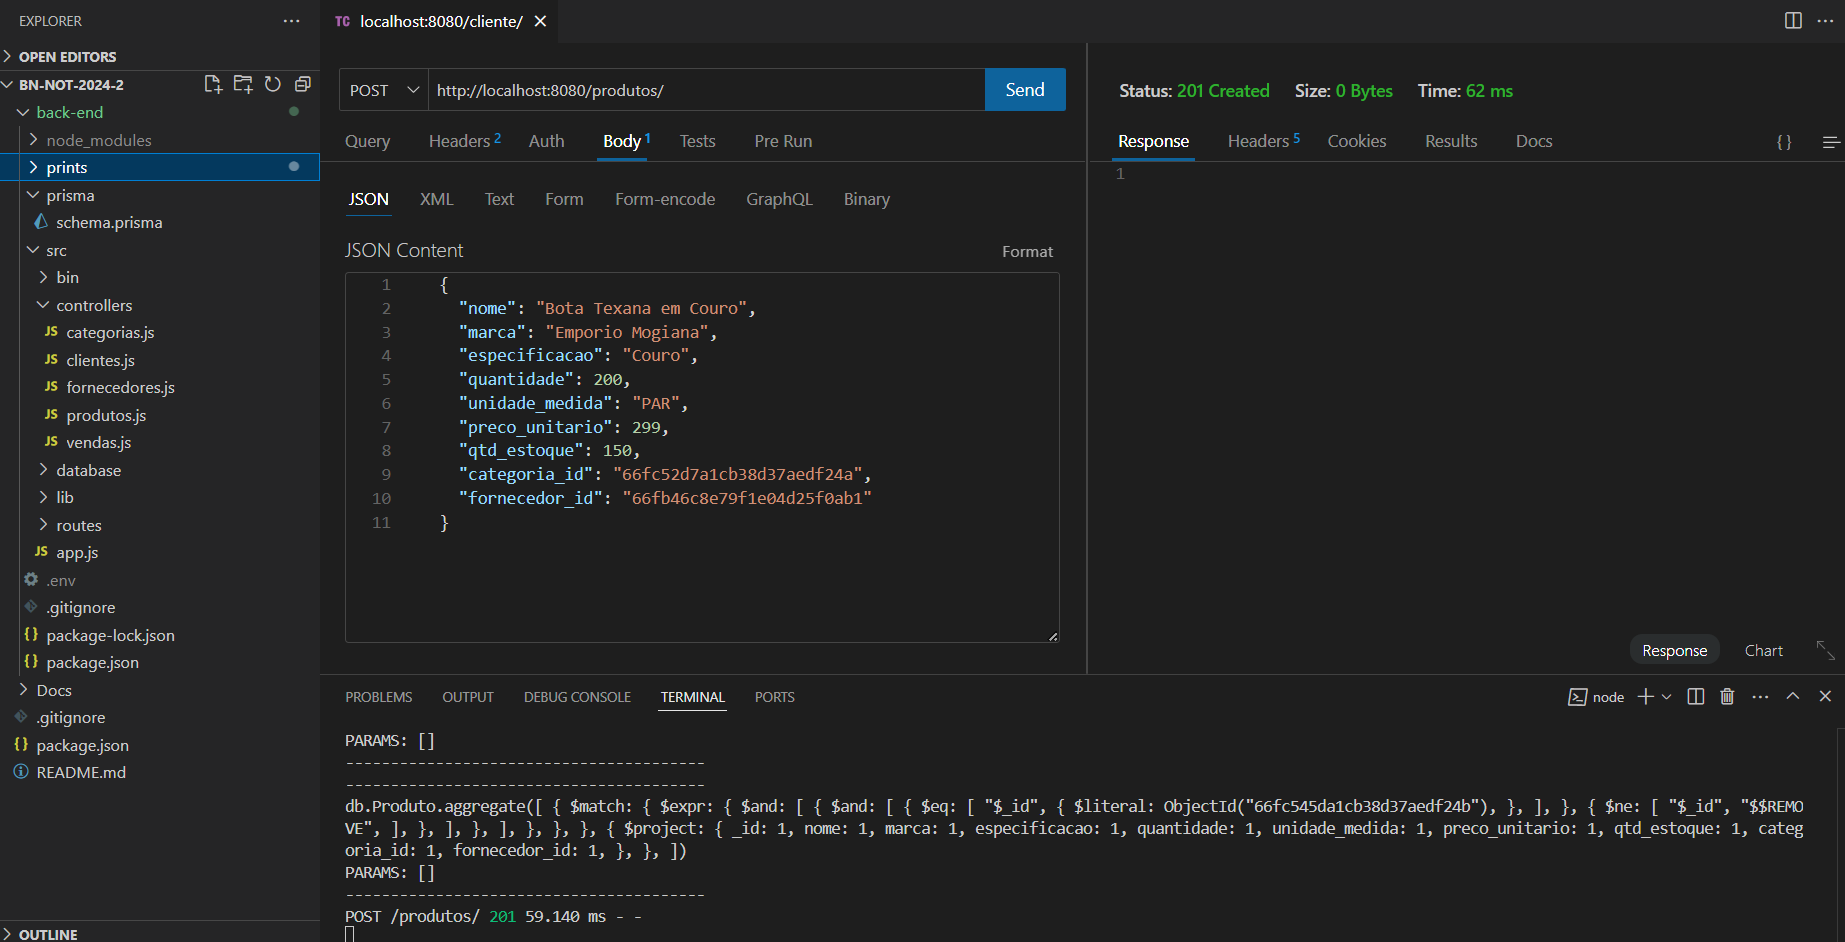 EXPLORER
OPEN EDITORS
BN-NOT-2024-2
back-end
node_modules
prints
prisma
schema.prisma
src
bin
controllers
JS categorias.js
JS clientes.js
JS fornecedores.js
JS produtos.js
JS vendas.js
database
lib
routes
JS app.js
.env
.gitignore
{} package-lock.json
{} package.json
Docs
.gitignore
{} package.json
README.md
OUTLINE
TC localhost:8080/cliente/
POST http://localhost:8080/produtos/ Send
Query Headers 2 Auth Body 1 Tests Pre Run
JSON XML Text Form Form-encode GraphQL Binary
JSON Content Format
1 {
2 "nome": "Bota Texana em Couro",
3 "marca": "Emporio Mogiana",
4 "especificacao": "Couro",
5 "quantidade": 200,
6 "unidade_medida": "PAR",
7 "preco_unitario": 299,
8 "qtd_estoque": 150,
9 "categoria_id": "66fc52d7a1cb38d37aedf24a",
10 "fornecedor_id": "66fb46c8e79f1e04d25f0ab1"
11 }
Status: 201 Created Size: 0 Bytes Time: 62 ms
Response Headers 5 Cookies Results Docs {}
1
Response Chart
PROBLEMS OUTPUT DEBUG CONSOLE TERMINAL PORTS node
PARAMS: []
----------------------------------------
----------------------------------------
db.Produto.aggregate([ { $match: { $expr: { $and: [ { $and: [ { $eq: [ "$_id", { $literal: ObjectId("66fc545da1cb38d37aedf24b"), }, ], }, { $ne: [ "$_id", "$$REMO
VE", ], }, ], }, ], }, }, }, { $project: { _id: 1, nome: 1, marca: 1, especificacao: 1, quantidade: 1, unidade_medida: 1, preco_unitario: 1, qtd_estoque: 1, categ
oria_id: 1, fornecedor_id: 1, }, }, ])
PARAMS: []
----------------------------------------
POST /produtos/ 201 59.140 ms - -